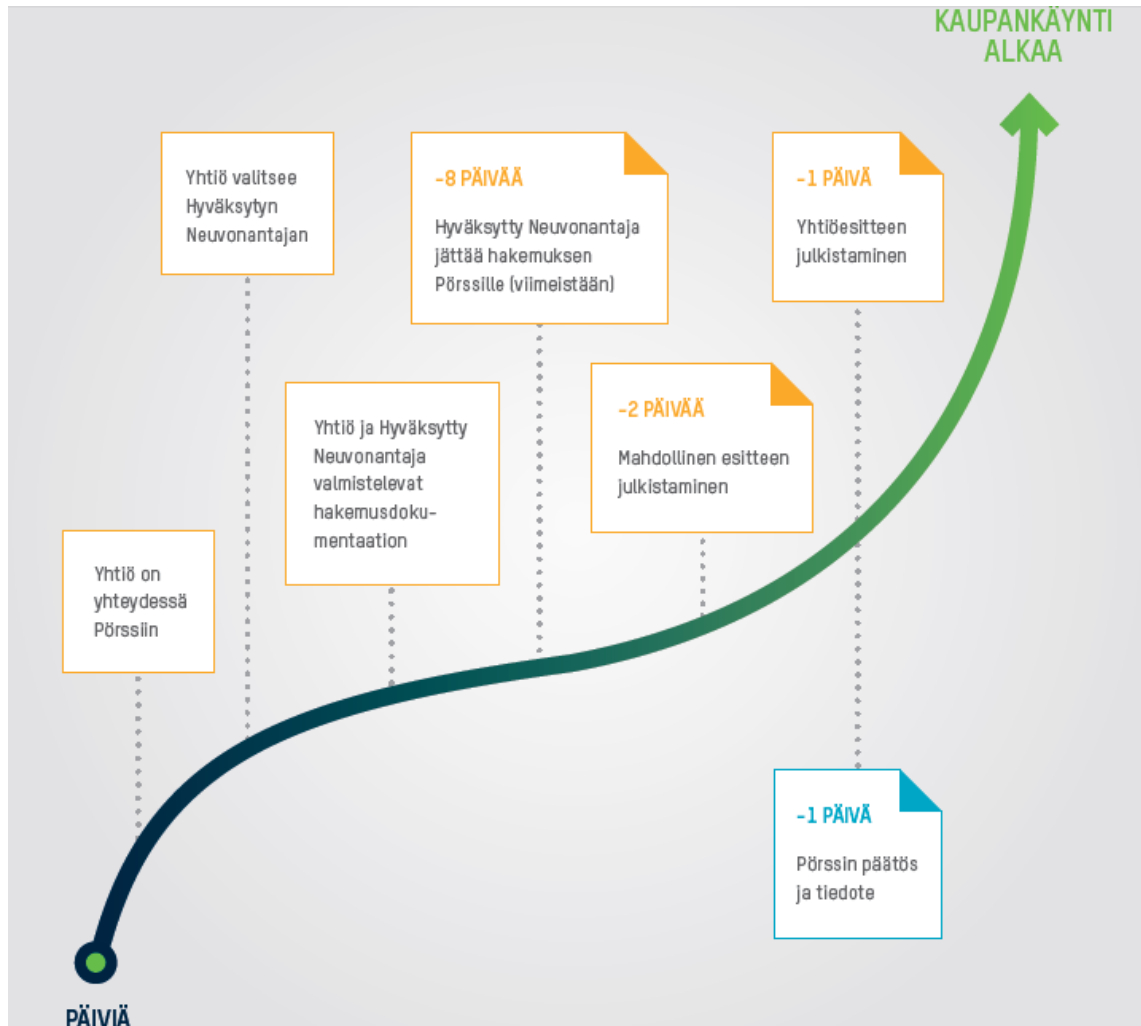 KAUPANKÄYNTI
ALKAA
Yhtiö valitsee
Hyväksytyn
Neuvonantajan
-8 PÄIVÄÄ
Hyväksytty Neuvonantaja
jättää hakemuksen
Pörssille (viimeistään)
-1 PÄIVÄ
Yhtiöesitteen
julkistaminen
-2 PÄIVÄÄ
Mahdollinen esitteen
julkistaminen
Yhtiö ja Hyväksytty
Neuvonantaja
valmistelevat
hakemusdoku-
mentaation
Yhtiö on
yhteydessä
Pörssiin
-1 PÄIVÄ
Pörssin päätös
ja tiedote
PÄIVIÄ